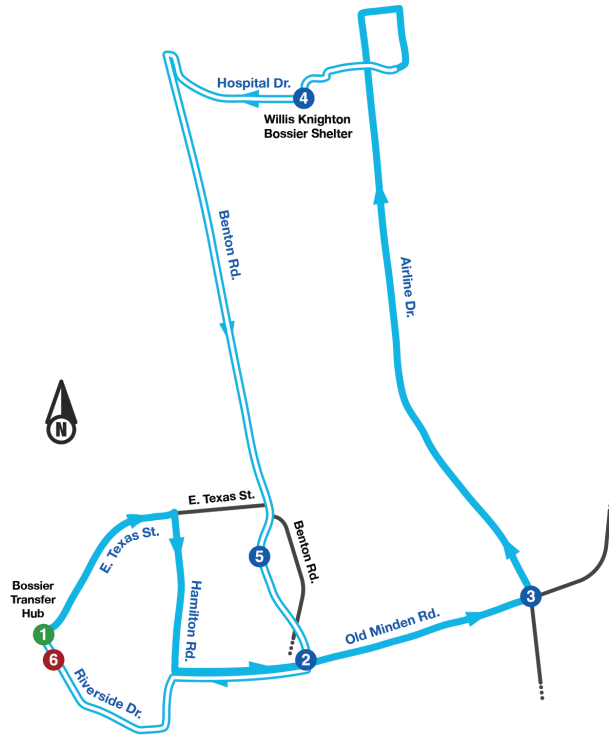 Hospital Dr.
4
Willis Knighton
Bossier Shelter
Benton Rd.
Airline Dr.
N
E. Texas St.
E. Texas St.
Benton Rd.
5
Bossier
Transfer
Hub
1
Hamilton Rd.
3
Old Minden Rd.
6
2
Riverside Dr.